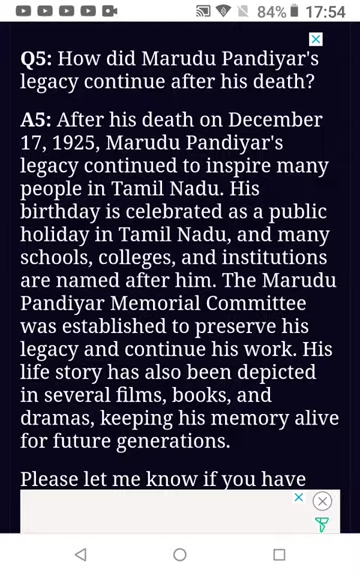 84% 17:54
Q5: How did Marudu Pandiyar's
legacy continue after his death?
A5: After his death on December
17, 1925, Marudu Pandiyar's
legacy continued to inspire many
people in Tamil Nadu. His
birthday is celebrated as a public
holiday in Tamil Nadu, and many
schools, colleges, and institutions
are named after him. The Marudu
Pandiyar Memorial Committee
was established to preserve his
legacy and continue his work. His
life story has also been depicted
in several films, books, and
dramas, keeping his memory alive
for future generations.
Please let me know if you have